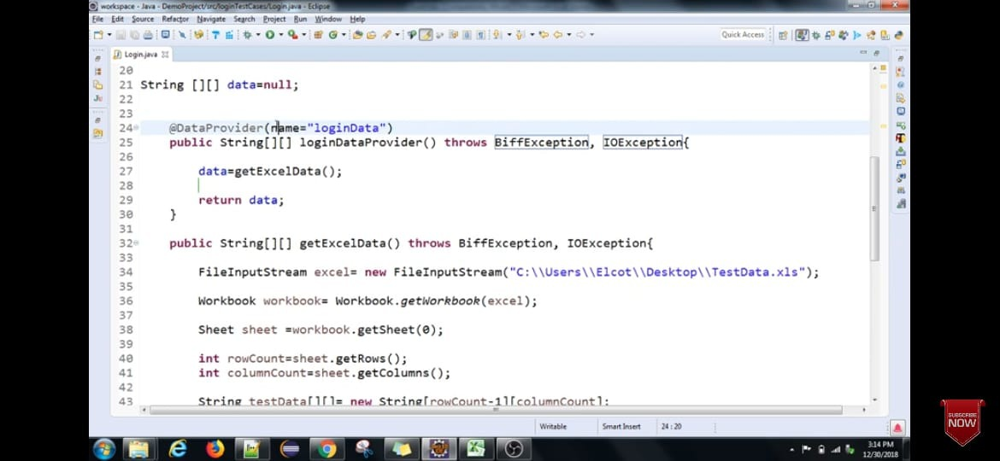 workspace - Java - DemoProject/src/loginTestCases/Login.java - Eclipse
File Edit Source Refactor Navigate Search Project Run Window Help
Quick Access
Login.java
20
21 String [][] data=null;
22
23
24 @DataProvider(name="loginData")
25 public String[][] loginDataProvider() throws BiffException, IOException{
26
27 data=getExcelData();
28
29 return data;
30 }
31
32 public String[][] getExcelData() throws BiffException, IOException{
33
34 FileInputStream excel= new FileInputStream("C:\\Users\\Elcot\\Desktop\\TestData.xls");
35
36 Workbook workbook= Workbook.getWorkbook(excel);
37
38 Sheet sheet =workbook.getSheet(0);
39
40 int rowCount=sheet.getRows();
41 int columnCount=sheet.getColumns();
42
43 String testData[][]= new String[rowCount-1][columnCount];
Writable Smart Insert 24 : 20
SUBSCRIBE
NOW
3:14 PM
12/30/2018